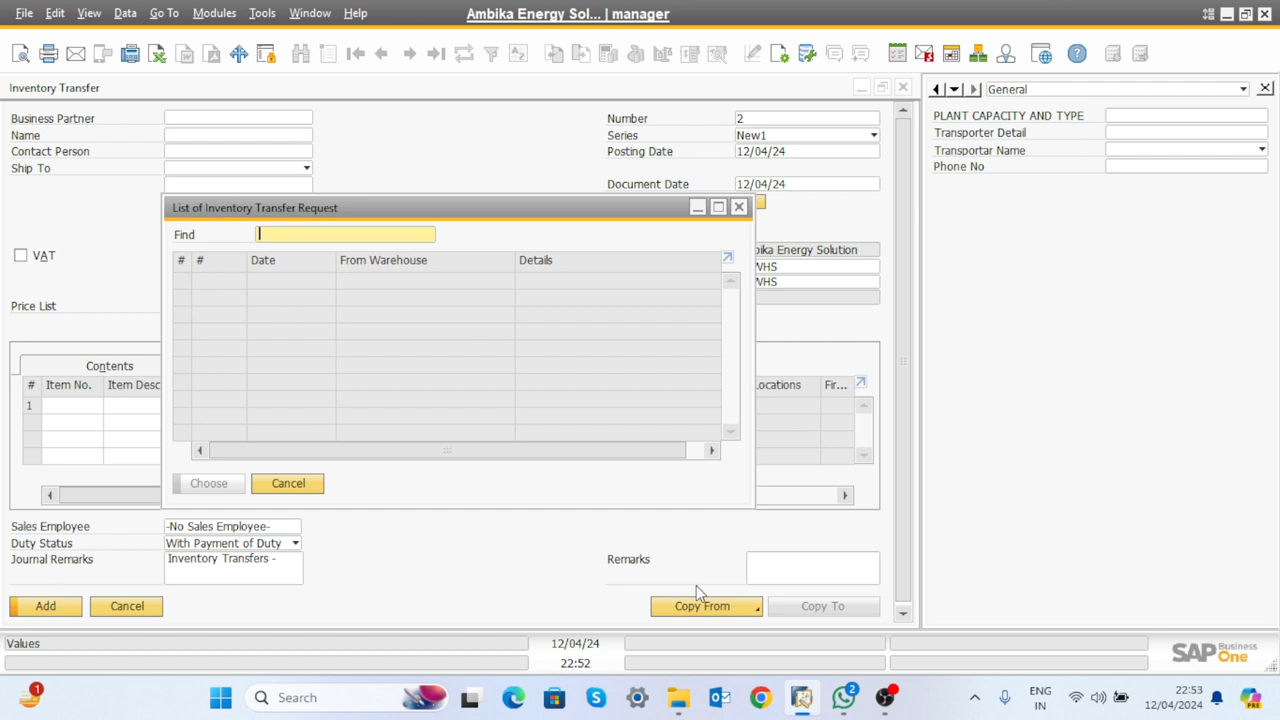 File Edit View Data Go To Modules Tools Window Help
Ambika Energy Sol... | manager
Inventory Transfer
General
Business Partner
Name
Contact Person
Ship To
Number 2
Series New1
Posting Date 12/04/24
Document Date 12/04/24
PLANT CAPACITY AND TYPE
Transporter Detail
Transportar Name
Phone No
List of Inventory Transfer Request
Find
# # Date From Warehouse Details
VAT
bika Energy Solution
WHS
WHS
Price List
Contents
# Item No. Item Desc
ocations Fir...
1
Choose Cancel
Sales Employee -No Sales Employee-
Duty Status With Payment of Duty
Journal Remarks Inventory Transfers -
Remarks
Add Cancel
Copy From Copy To
Values
12/04/24
22:52
SAP Business One
1
Search
2
ENG
IN
22:53
12/04/2024
PRE